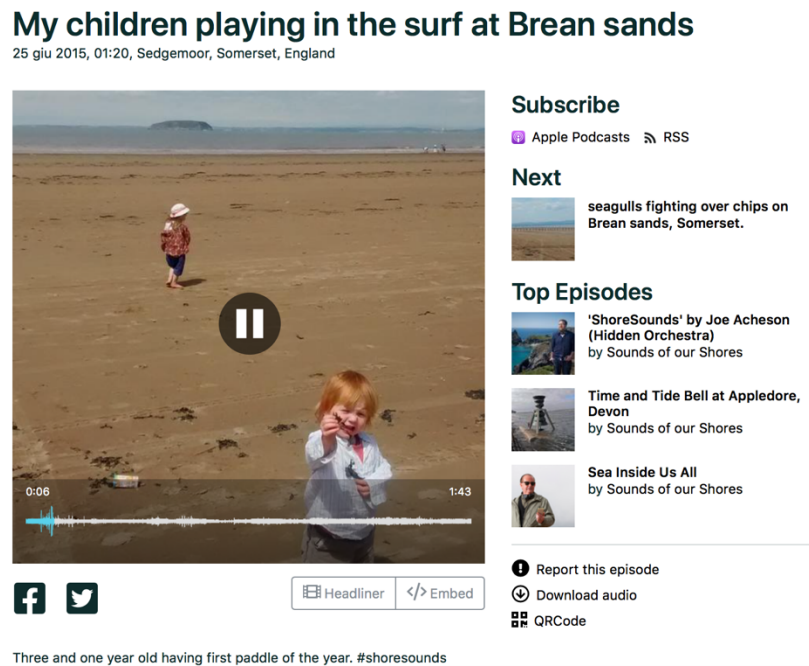 My children playing in the surf at Brean sands
25 giu 2015, 01:20, Sedgemoor, Somerset, England
0:06
1:43
Headliner
</> Embed
Three and one year old having first paddle of the year. #shoresounds
Subscribe
Apple Podcasts
RSS
Next
seagulls fighting over chips on
Brean sands, Somerset.
Top Episodes
'ShoreSounds' by Joe Acheson
(Hidden Orchestra)
by Sounds of our Shores
Time and Tide Bell at Appledore,
Devon
by Sounds of our Shores
Sea Inside Us All
by Sounds of our Shores
Report this episode
Download audio
QRCode